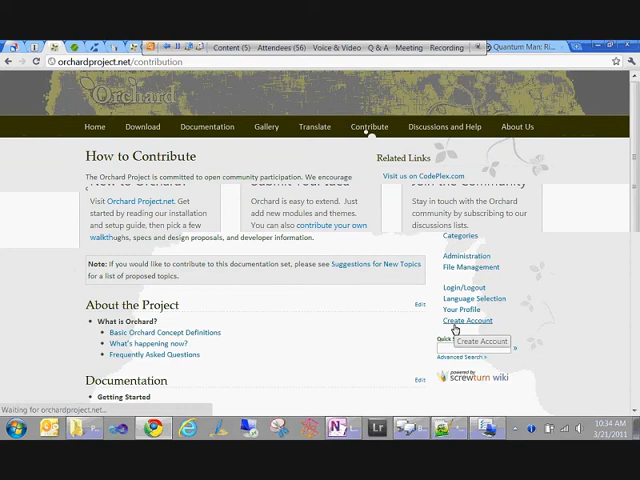 Content (5) Attendees (56) Voice & Video Q & A Meeting Recording
Quantum Man: Ri
orchardproject.net/contribution
Orchard
Home Download Documentation Gallery Translate Contribute Discussions and Help About Us
How to Contribute
The Orchard Project is committed to open community participation. We encourage
Related Links
Visit us on CodePlex.com
Visit Orchard Project.net. Get
started by reading our installation
and setup guide, then pick a few
walkthughs, specs and design proposals, and developer information.
Submit Your Idea
Orchard is easy to extend. Just
add new modules and themes.
You can also contribute your own
Join the Community
Stay in touch with the Orchard
community by subscribing to our
discussions lists.
Categories
Administration
File Management
Login/Logout
Language Selection
Your Profile
Create Account
Create Account
Quick S
»
Advanced Search »
powered by
screwturn wiki
Note: If you would like to contribute to this documentation set, please see Suggestions for New Topics
for a list of proposed topics.
About the Project Edit
What is Orchard?
Basic Orchard Concept Definitions
What's happening now?
Frequently Asked Questions
Documentation Edit
Getting Started
Waiting for orchardproject.net...
P...
N L...
Lr
B...
10:34 AM
3/21/2011